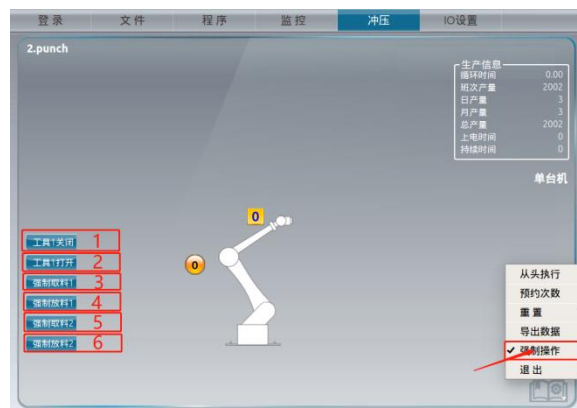 登录 文件 程序 监控 冲压 IO设置
2.punch
生产信息
循环时间 0.00
班次产量 2002
日产量 3
月产量 3
总产量 2002
上电时间 0
持续时间 0
单台机
0
0
工具1关闭 1
工具1打开 2
强制取料1 3
强制放料1 4
强制取料2 5
强制放料2 6
从头执行
预约次数
重置
导出数据
✓ 强制操作
退出